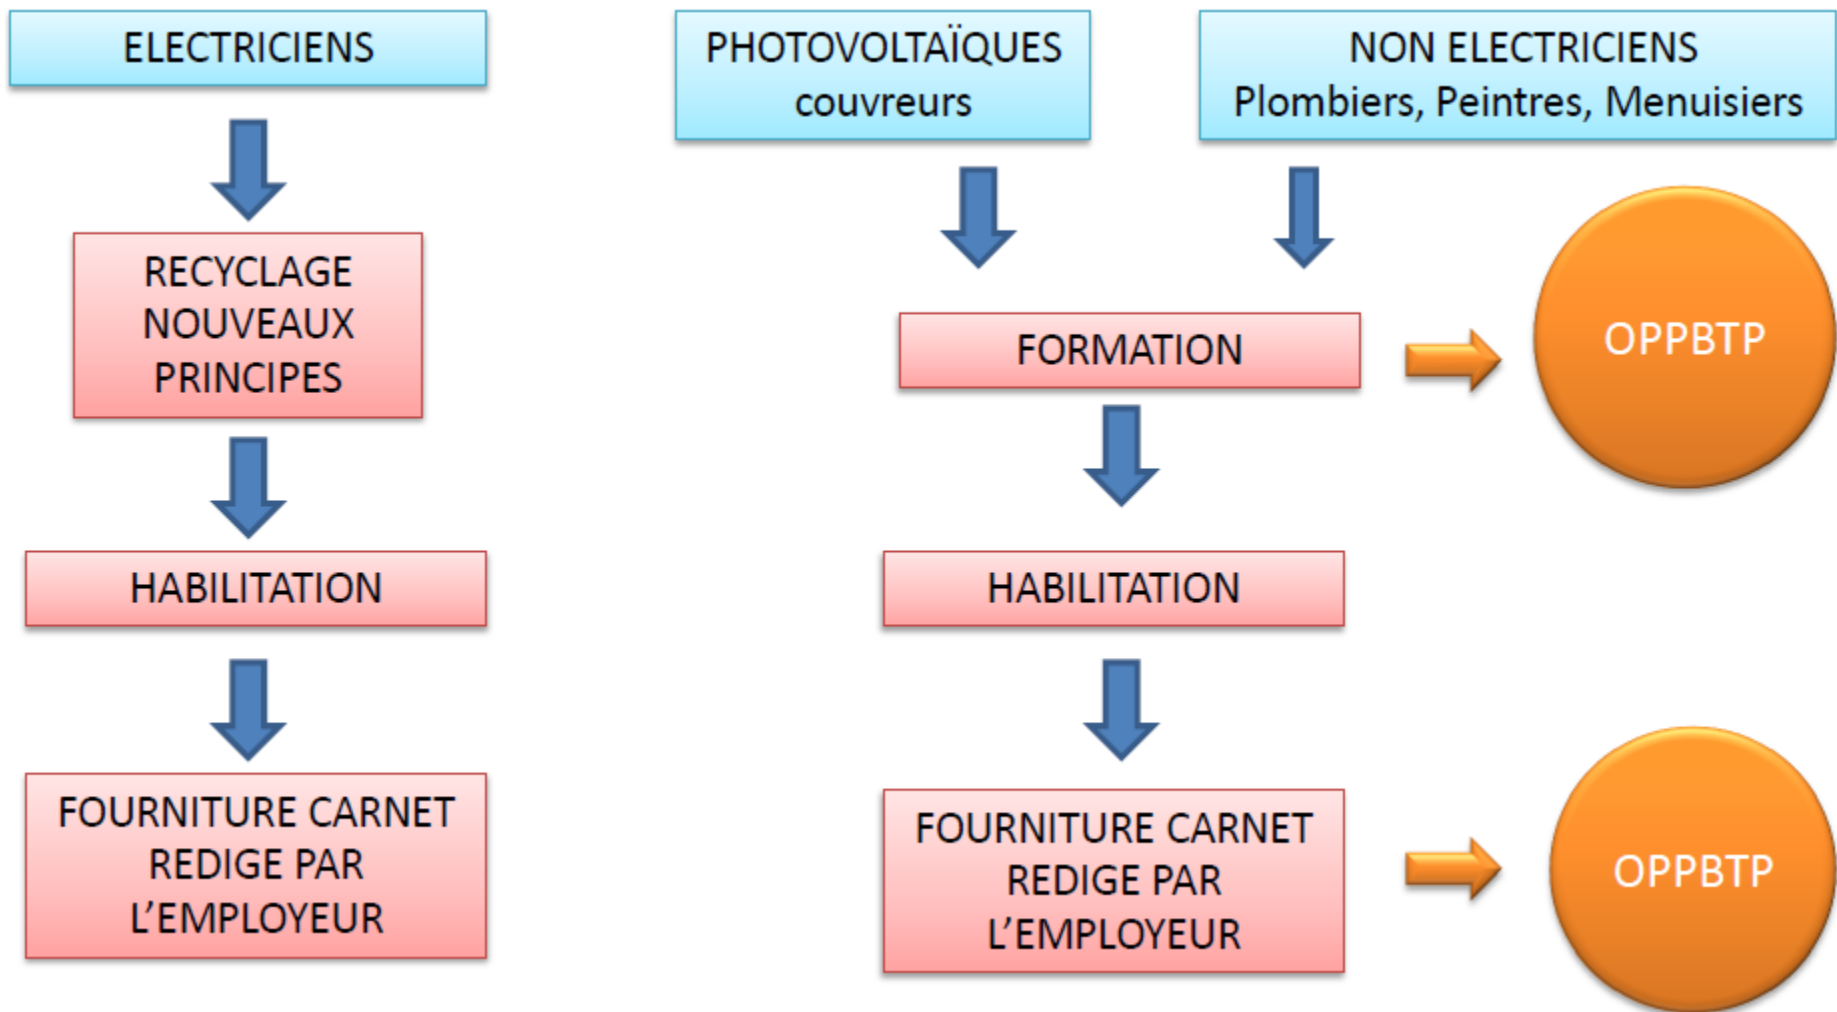 ELECTRICIENS
PHOTOVOLTAÏQUES
couvreurs
NON ELECTRICIENS
Plombiers, Peintres, Menuisiers
RECYCLAGE
NOUVEAUX
PRINCIPES
FORMATION
OPPBTP
HABILITATION
HABILITATION
FOURNITURE CARNET
REDIGE PAR
L'EMPLOYEUR
FOURNITURE CARNET
REDIGE PAR
L'EMPLOYEUR
OPPBTP